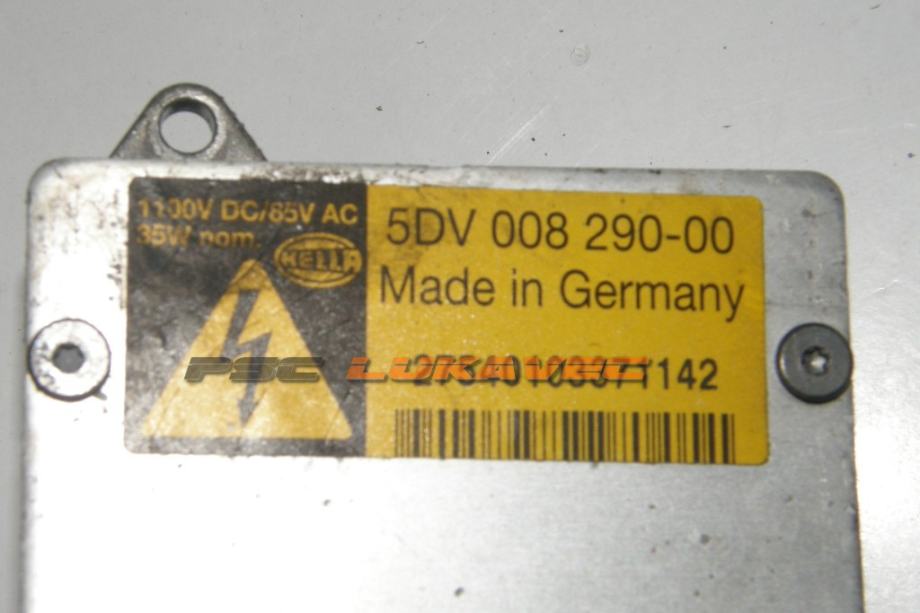 1100V DC/85V AC
35W nom.
HELLA
5DV 008 290-00
Made in Germany
PSC LUKAVEC